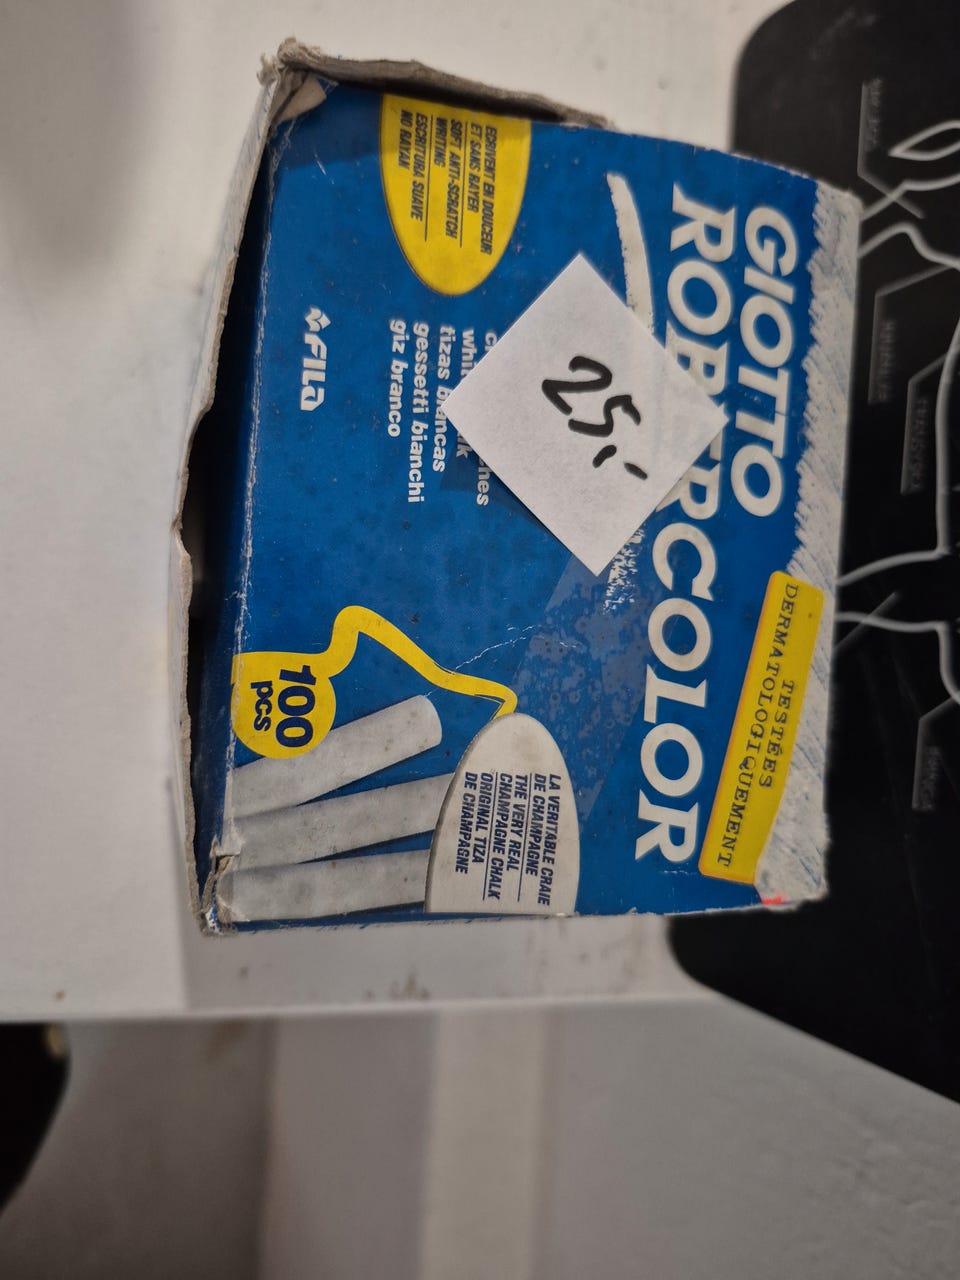 GIOTTO
TESTÉES
DERMATOLOGIQUEMENT
ROBERCOLOR
25,-
ECRIVENT EN DOUCEUR
ET SANS RAYER
SOFT ANTI-SCRATCH
WRITING
ESCRITURA SUAVE
NO RAYAN
tizas blancas
gessetti bianchi
giz branco
LA VERITABLE CRAIE
DE CHAMPAGNE
THE VERY REAL
CHAMPAGNE CHALK
ORIGINAL TIZA
DE CHAMPAGNE
FILA
100
pcs